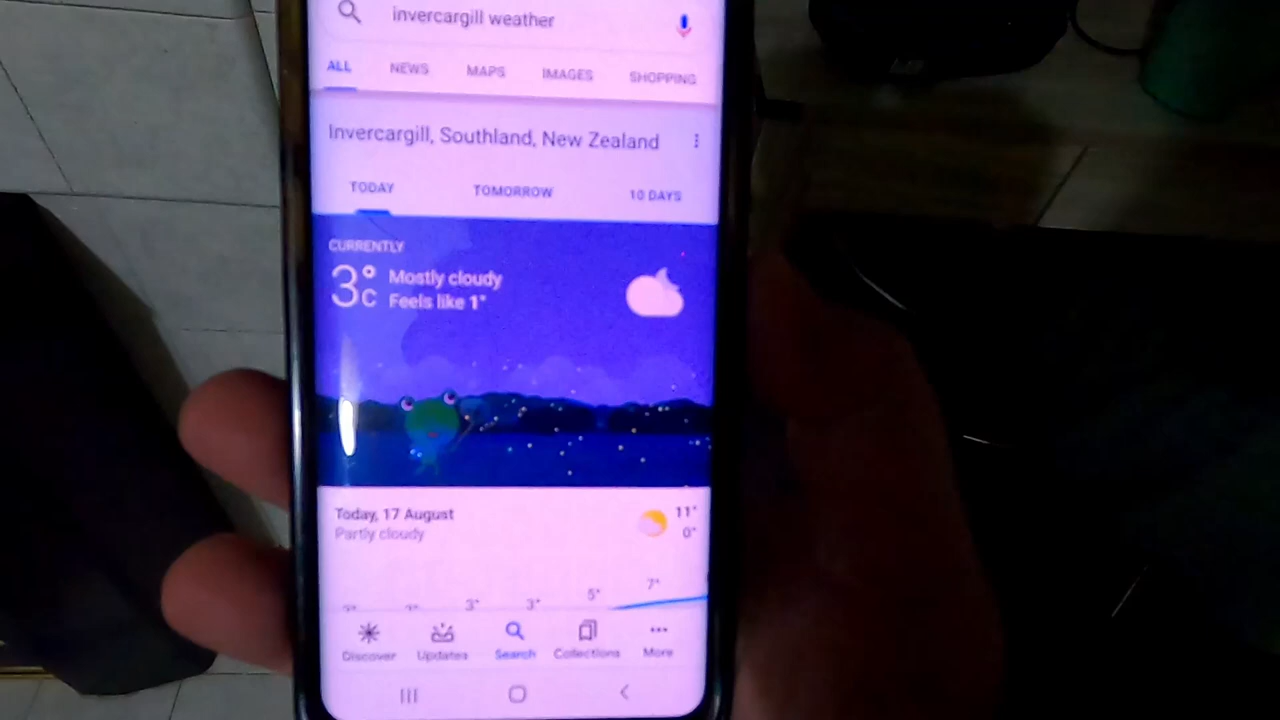 invercargill weather
ALL NEWS MAPS IMAGES SHOPPING
Invercargill, Southland, New Zealand
TODAY TOMORROW 10 DAYS
CURRENTLY
3°C Mostly cloudy
Feels like 1°
Today, 17 August 11°
Partly cloudy 0°
3° 3° 5° 7°
Discover Updates Search Collections More